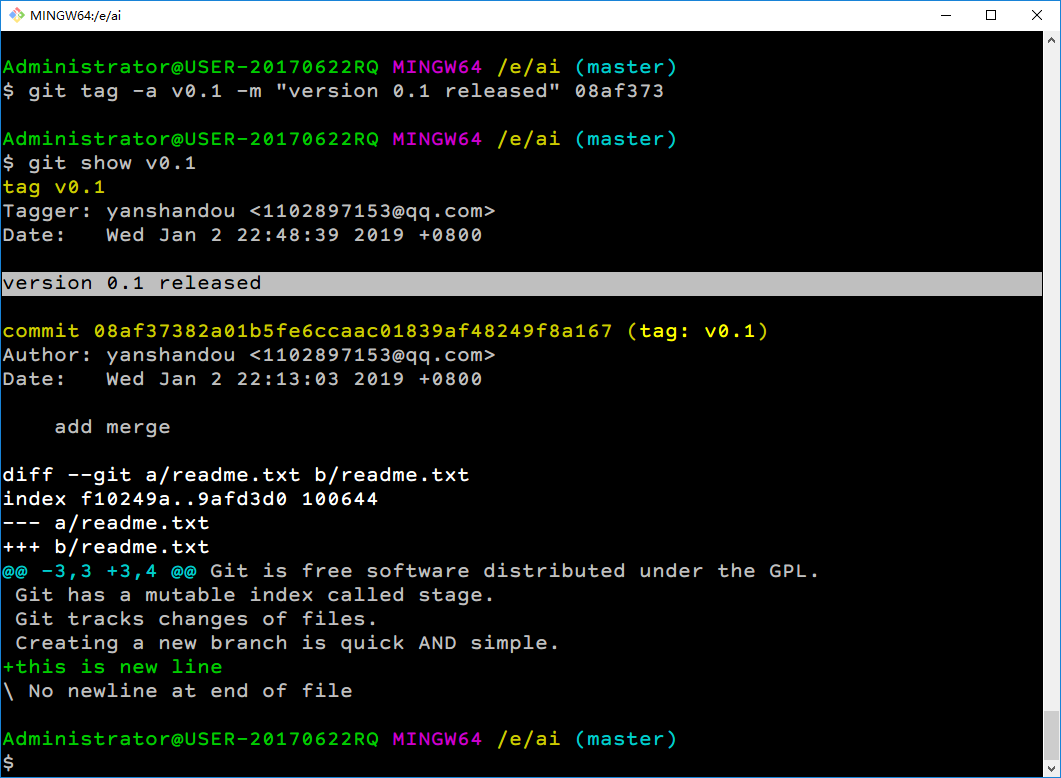 MINGW64:/e/ai
Administrator@USER-20170622RQ MINGW64 /e/ai (master)
$ git tag -a v0.1 -m "version 0.1 released" 08af373
Administrator@USER-20170622RQ MINGW64 /e/ai (master)
$ git show v0.1
tag v0.1
Tagger: yanshandou <1102897153@qq.com>
Date:   Wed Jan 2 22:48:39 2019 +0800
version 0.1 released
commit 08af37382a01b5fe6ccaac01839af48249f8a167 (tag: v0.1)
Author: yanshandou <1102897153@qq.com>
Date:   Wed Jan 2 22:13:03 2019 +0800
    add merge
diff --git a/readme.txt b/readme.txt
index f10249a..9afd3d0 100644
--- a/readme.txt
+++ b/readme.txt
@@ -3,3 +3,4 @@ Git is free software distributed under the GPL.
 Git has a mutable index called stage.
 Git tracks changes of files.
 Creating a new branch is quick AND simple.
+this is new line
\ No newline at end of file
Administrator@USER-20170622RQ MINGW64 /e/ai (master)
$